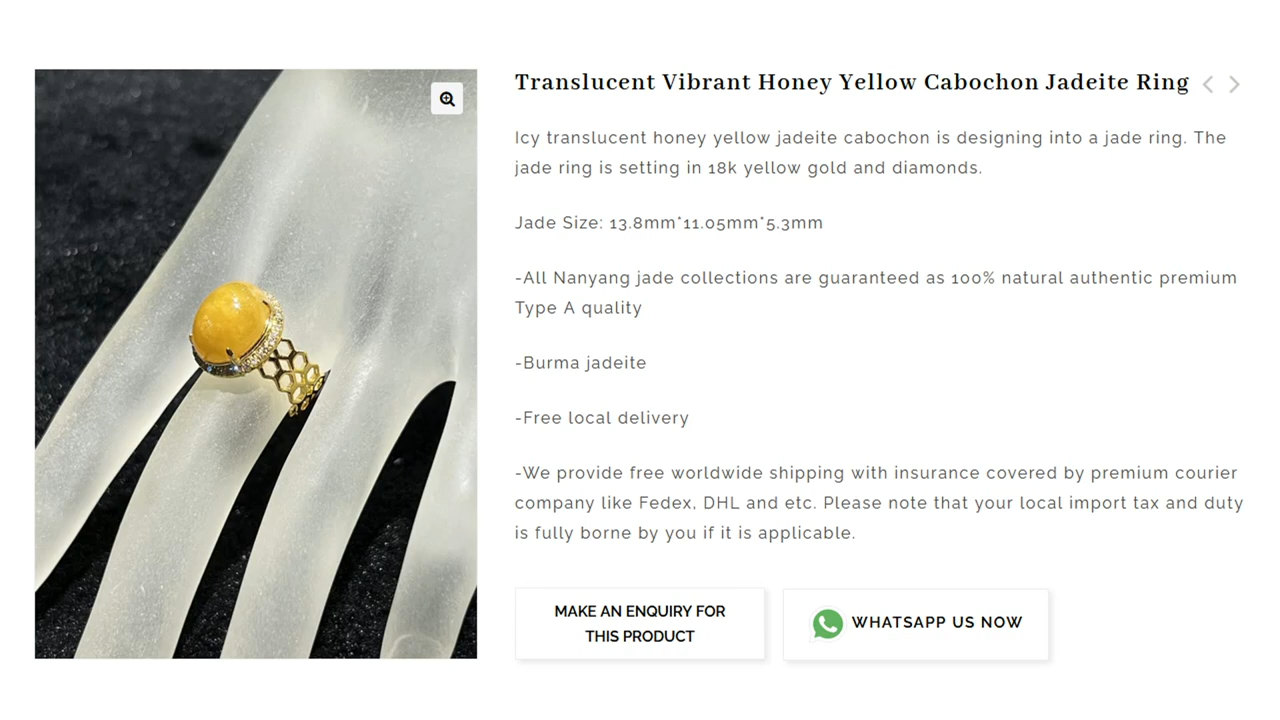 Translucent Vibrant Honey Yellow Cabochon Jadeite Ring
Icy translucent honey yellow jadeite cabochon is designing into a jade ring. The
jade ring is setting in 18k yellow gold and diamonds.
Jade Size: 13.8mm*11.05mm*5.3mm
-All Nanyang jade collections are guaranteed as 100% natural authentic premium
Type A quality
-Burma jadeite
-Free local delivery
-We provide free worldwide shipping with insurance covered by premium courier
company like Fedex, DHL and etc. Please note that your local import tax and duty
is fully borne by you if it is applicable.
MAKE AN ENQUIRY FOR
THIS PRODUCT
WHATSAPP US NOW